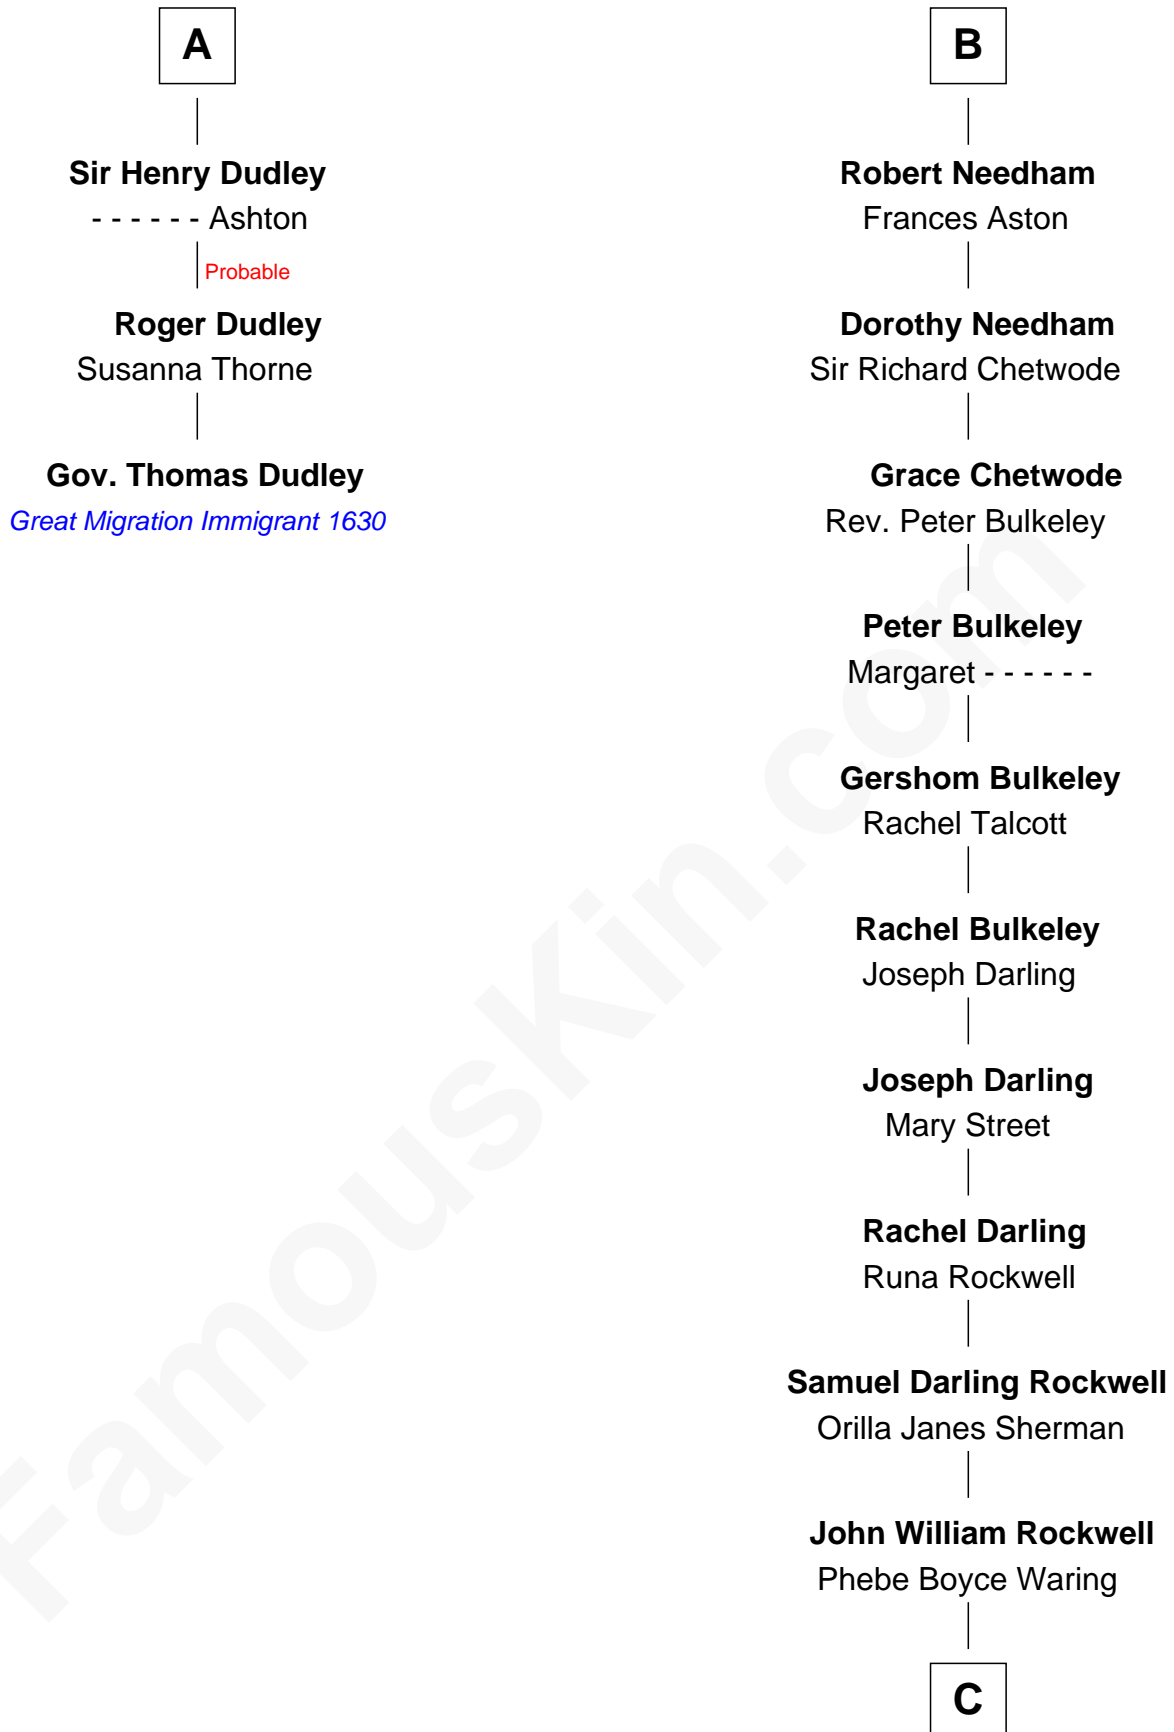 A
Sir Henry Dudley
- - - - - - Ashton
Probable
Roger Dudley
Susanna Thorne
Gov. Thomas Dudley
Great Migration Immigrant 1630
B
Robert Needham
Frances Aston
Dorothy Needham
Sir Richard Chetwode
Grace Chetwode
Rev. Peter Bulkeley
Peter Bulkeley
Margaret - - - - - -
Gershom Bulkeley
Rachel Talcott
Rachel Bulkeley
Joseph Darling
Joseph Darling
Mary Street
Rachel Darling
Runa Rockwell
Samuel Darling Rockwell
Orilla Janes Sherman
John William Rockwell
Phebe Boyce Waring
C
FamousKin.com